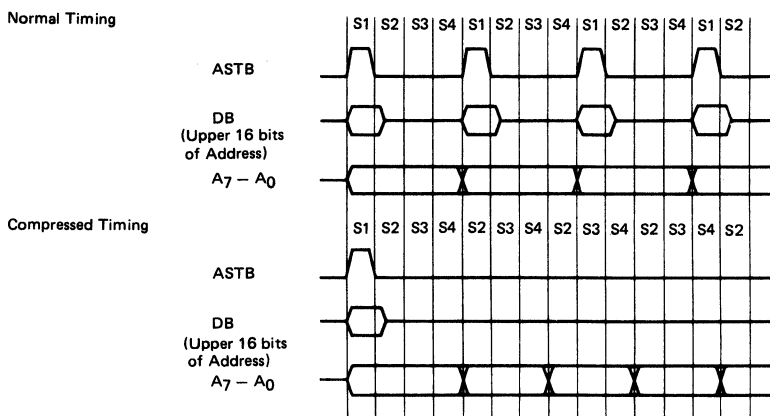 Normal Timing
S1 S2 S3 S4 S1 S2 S3 S4 S1 S2 S3 S4 S1 S2
ASTB
DB
(Upper 16 bits
of Address)
A7 – A0
Compressed Timing
S1 S2 S3 S4 S2 S3 S4 S2 S3 S4 S2 S3 S4 S2
ASTB
DB
(Upper 16 bits
of Address)
A7 – A0